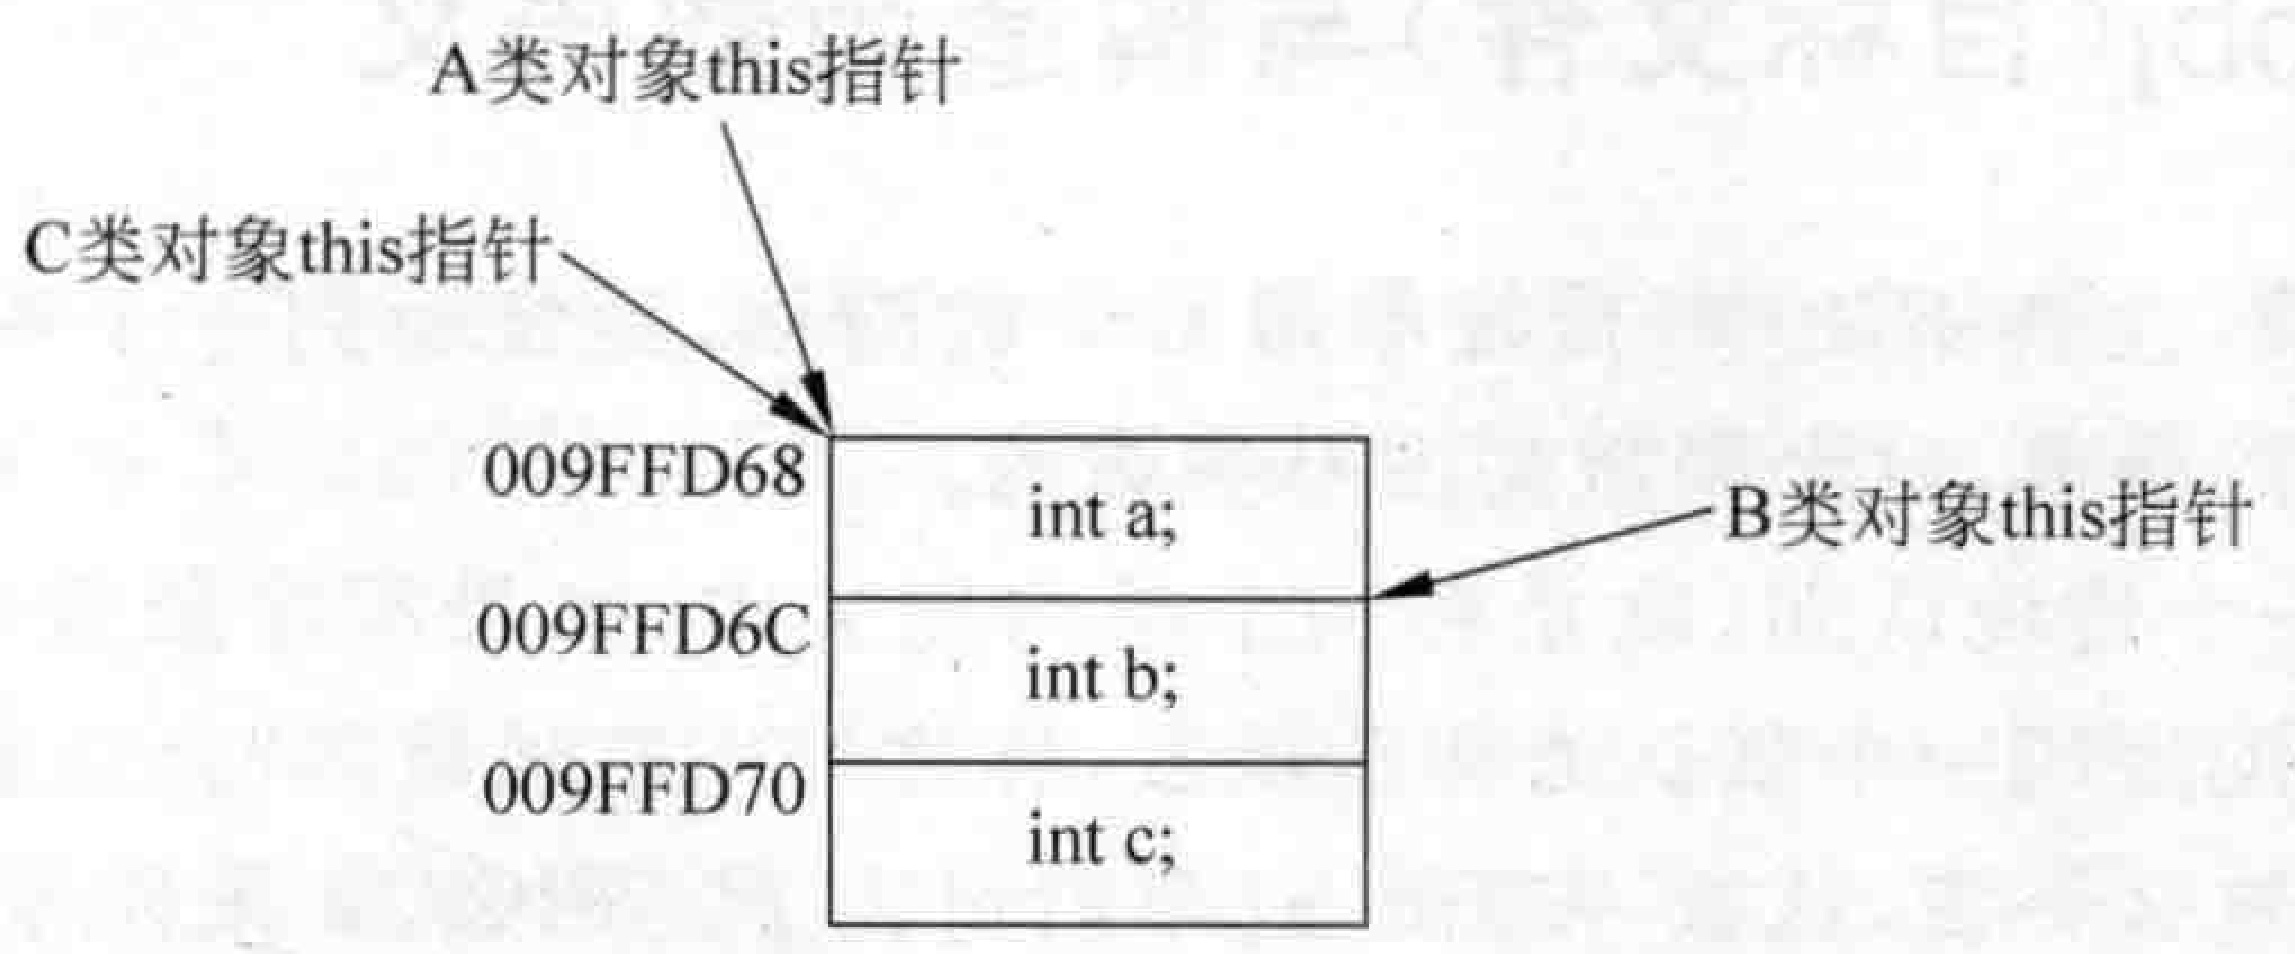 A类对象this指针
C类对象this指针
009FFD68
int a;
B类对象this指针
009FFD6C
int b;
009FFD70
int c;